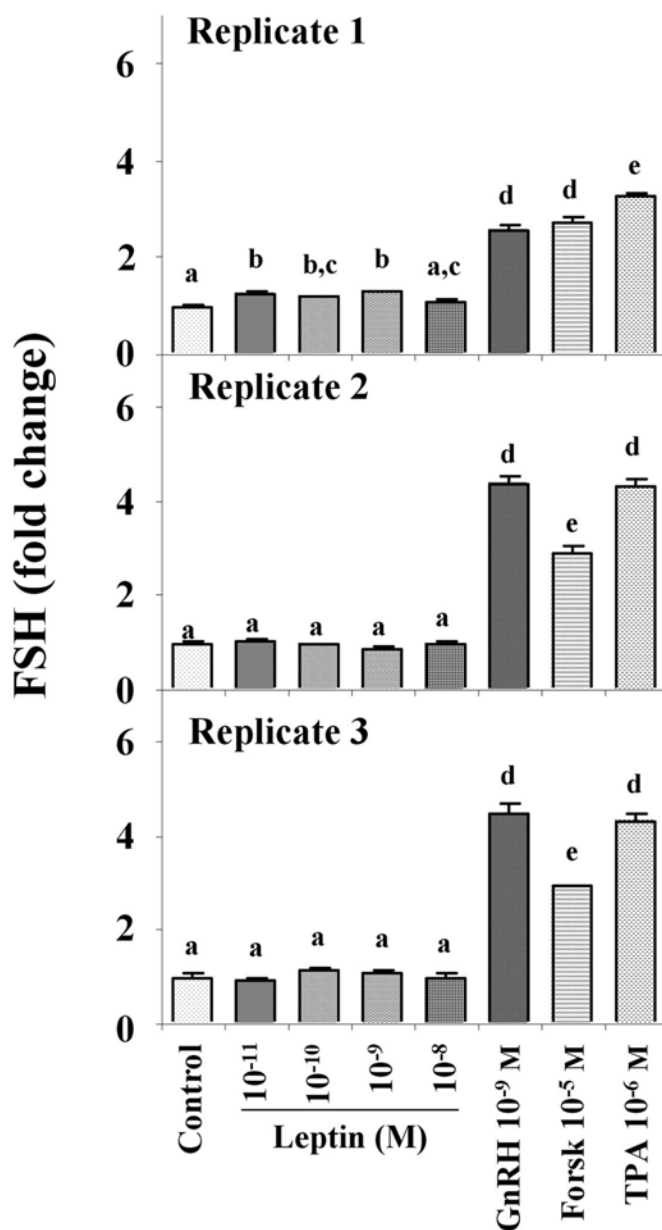 FSH (fold change)
Replicate 1
6
4
2
0
a
b
b,c
b
a,c
d
d
e
Replicate 2
6
4
2
0
a
a
a
a
a
d
e
d
Replicate 3
6
4
2
0
a
a
a
a
a
d
e
d
Control
10⁻¹¹
10⁻¹⁰
10⁻⁹
10⁻⁸
GnRH 10⁻⁹ M
Forsk 10⁻⁵ M
TPA 10⁻⁶ M
Leptin (M)